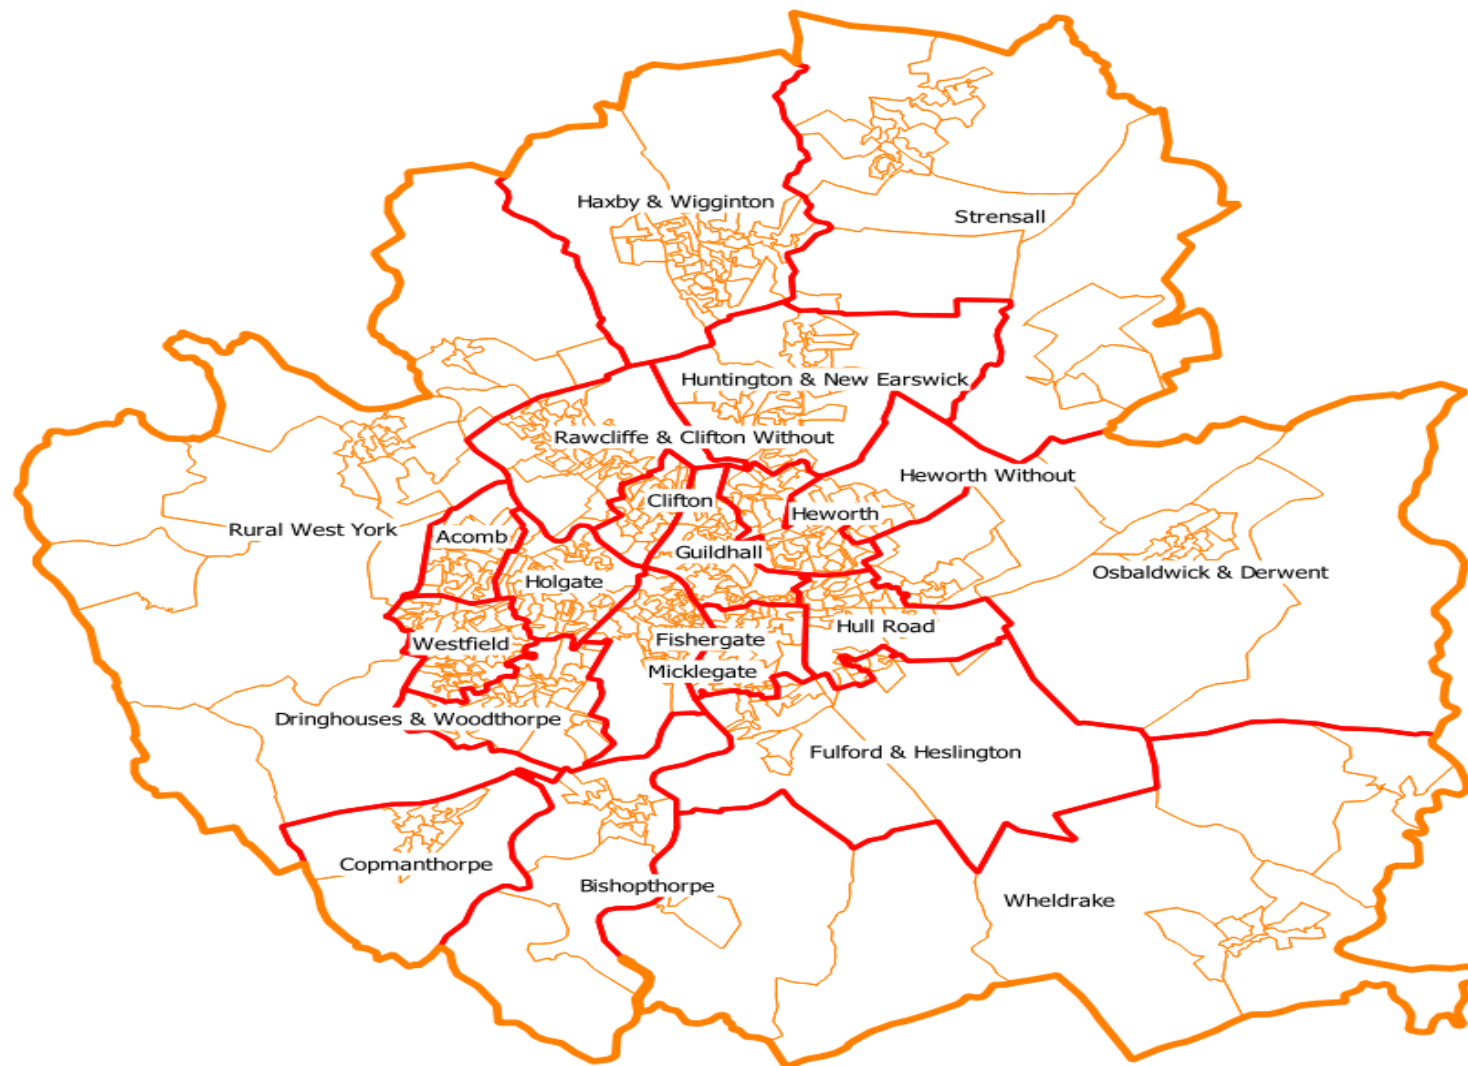 Haxby & Wigginton
Strensall
Huntington & New Earswick
Rawcliffe & Clifton Without
Heworth Without
Clifton
Heworth
Rural West York
Acomb
Guildhall
Osbaldwick & Derwent
Holgate
Hull Road
Fishergate
Westfield
Micklegate
Dringhouses & Woodthorpe
Fulford & Heslington
Copmanthorpe
Bishopthorpe
Wheldrake